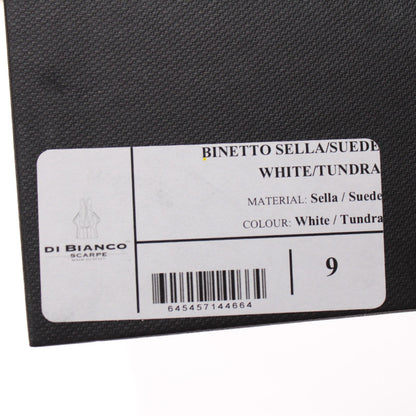 BINETTO SELLA/SUEDE
WHITE/TUNDRA
MATERIAL: Sella / Suede
COLOUR: White / Tundra
DI BIANCO
SCARPE
645457144664
9